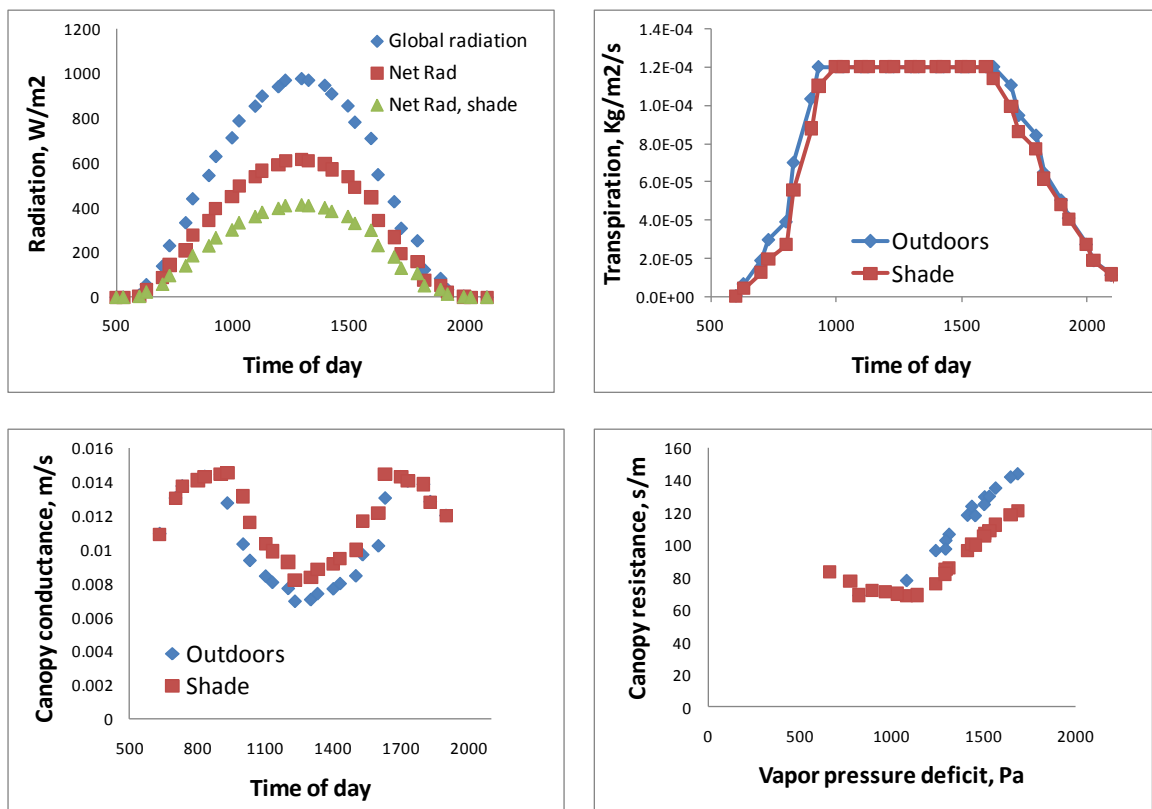 Radiation, W/m2
1200
1000
800
600
400
200
0
Global radiation
Net Rad
Net Rad, shade
500 1000 1500 2000
Time of day
Transpiration, Kg/m2/s
1.2E-04
1.0E-04
8.0E-05
6.0E-05
4.0E-05
2.0E-05
0.0E+00
Outdoors
Shade
500 1000 1500 2000
Time of day
Canopy conductance, m/s
0.016
0.014
0.012
0.01
0.008
0.006
0.004
0.002
0
Outdoors
Shade
500 800 1100 1400 1700 2000
Time of day
Canopy resistance, s/m
160
140
120
100
80
60
40
20
0
0 500 1000 1500 2000
Vapor pressure deficit, Pa